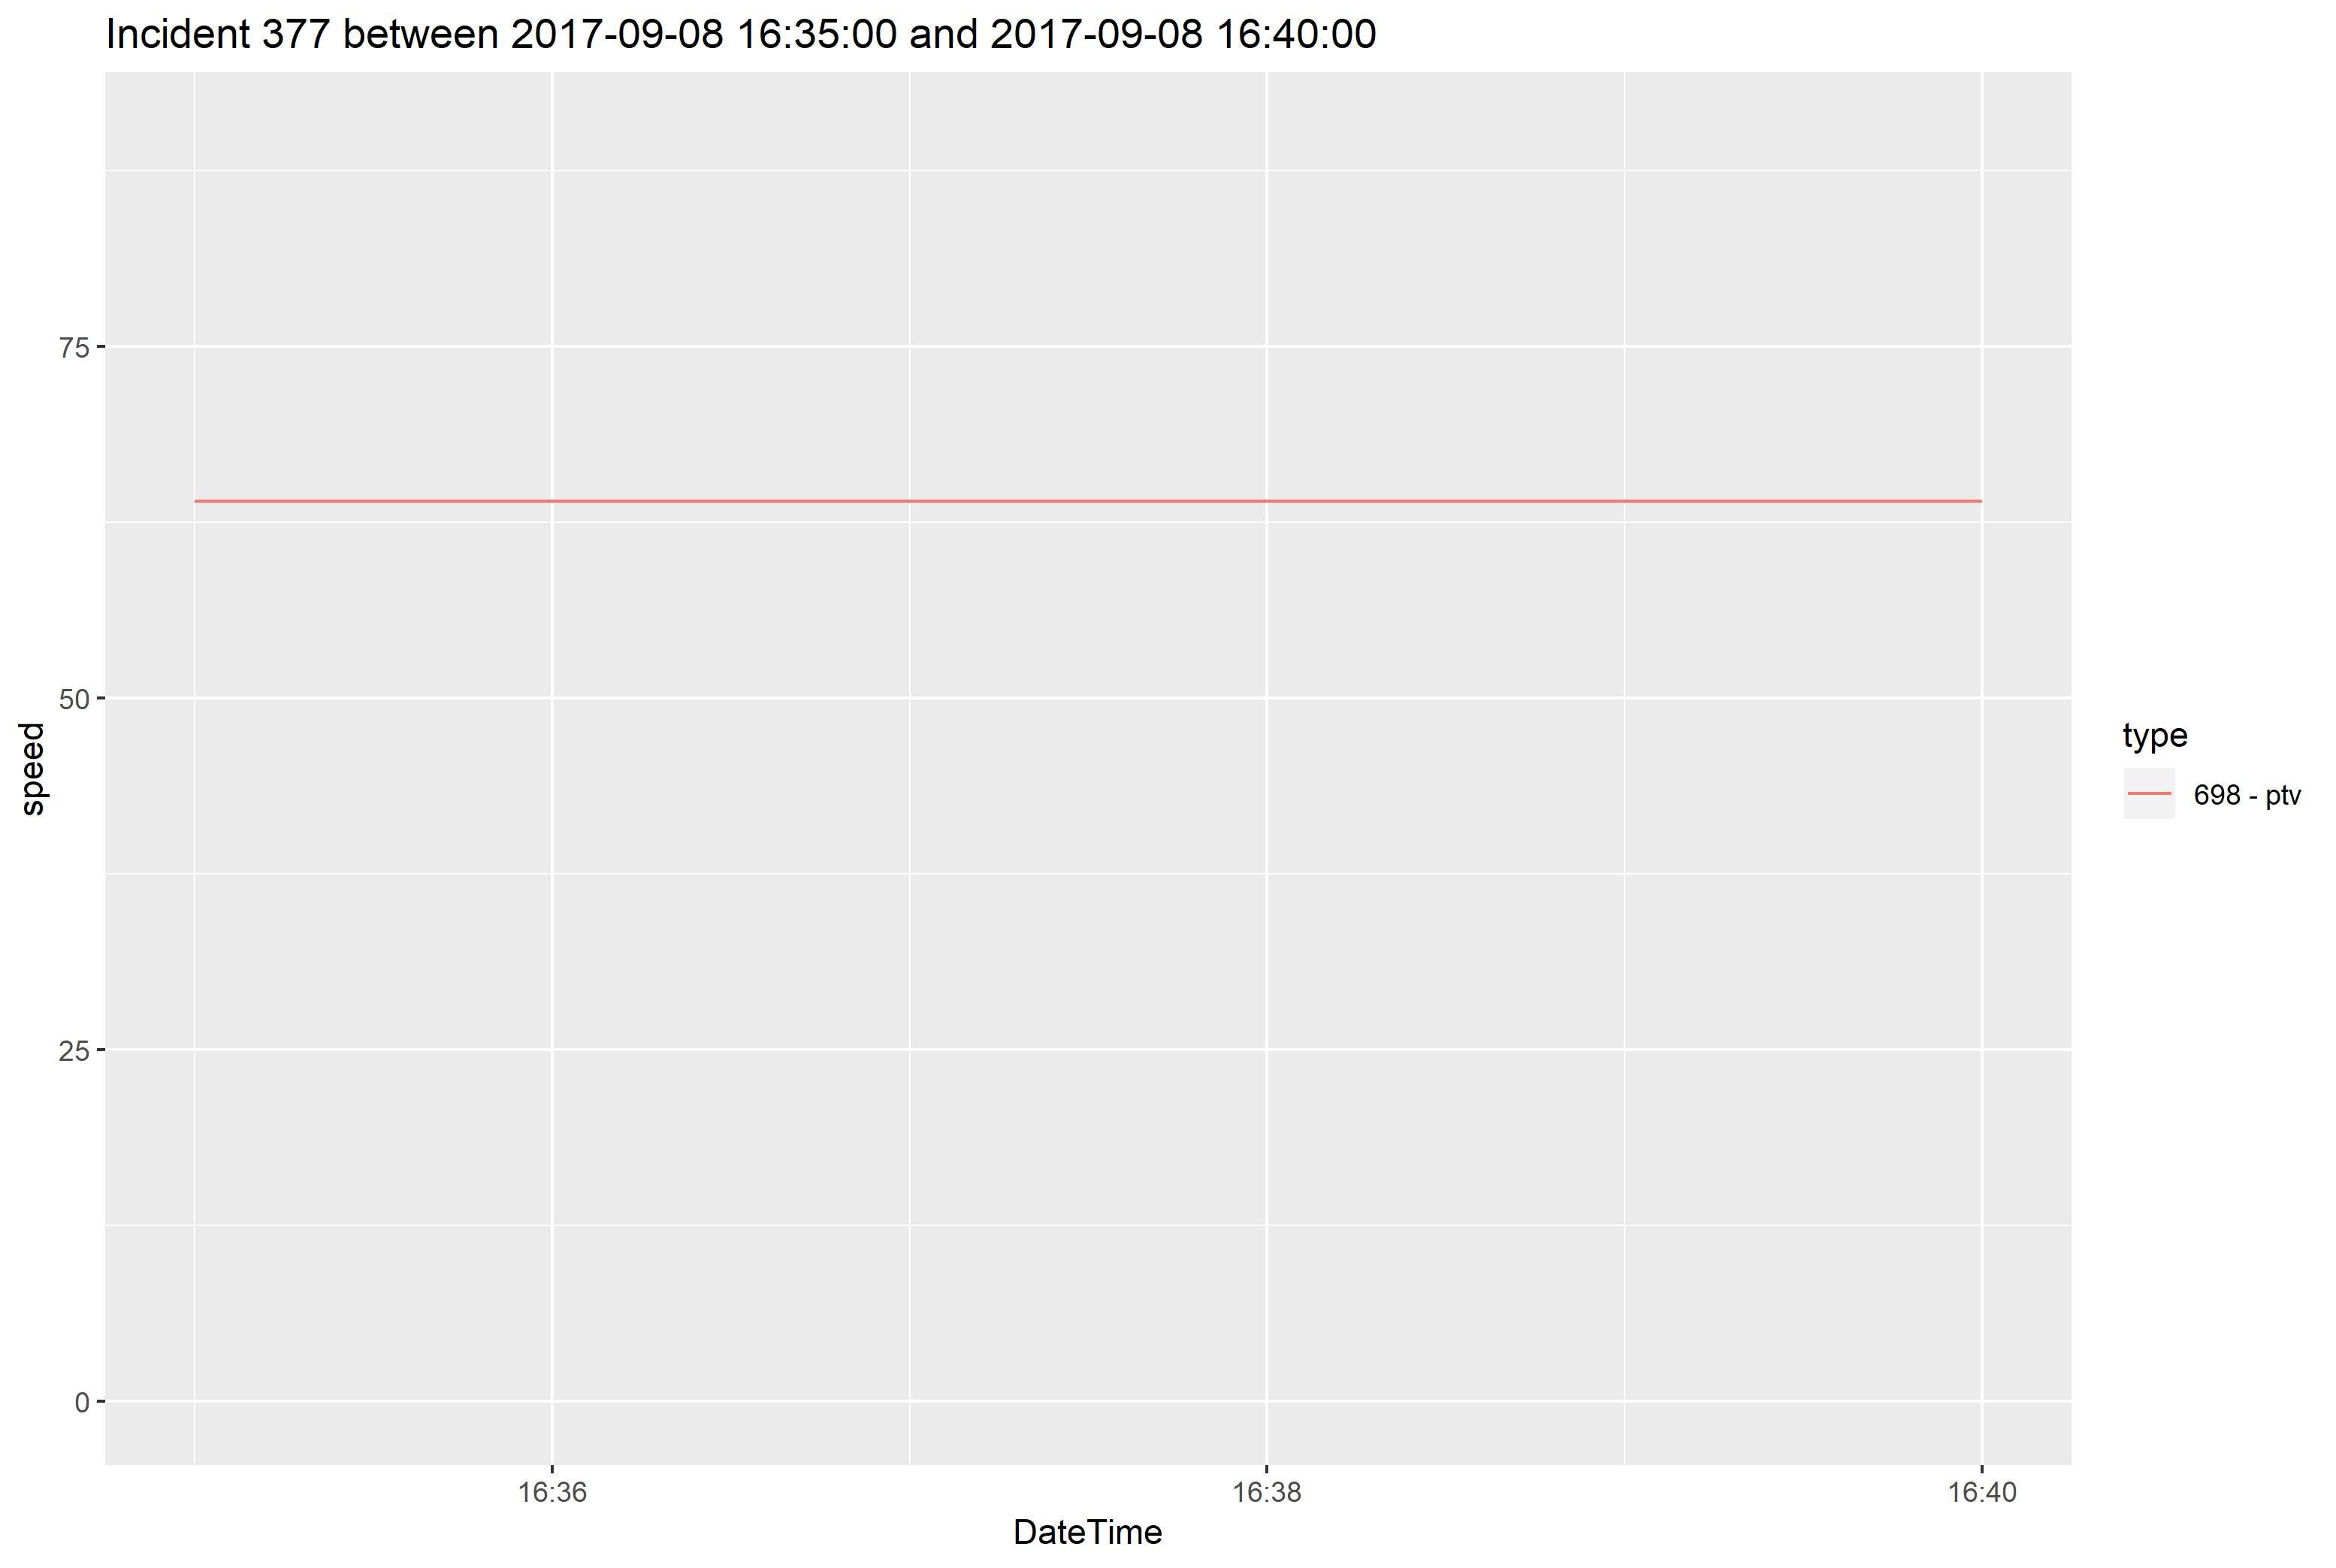 Incident 377 between 2017-09-08 16:35:00 and 2017-09-08 16:40:00
75
50
25
0
speed
16:36
16:38
16:40
DateTime
type
698 - ptv